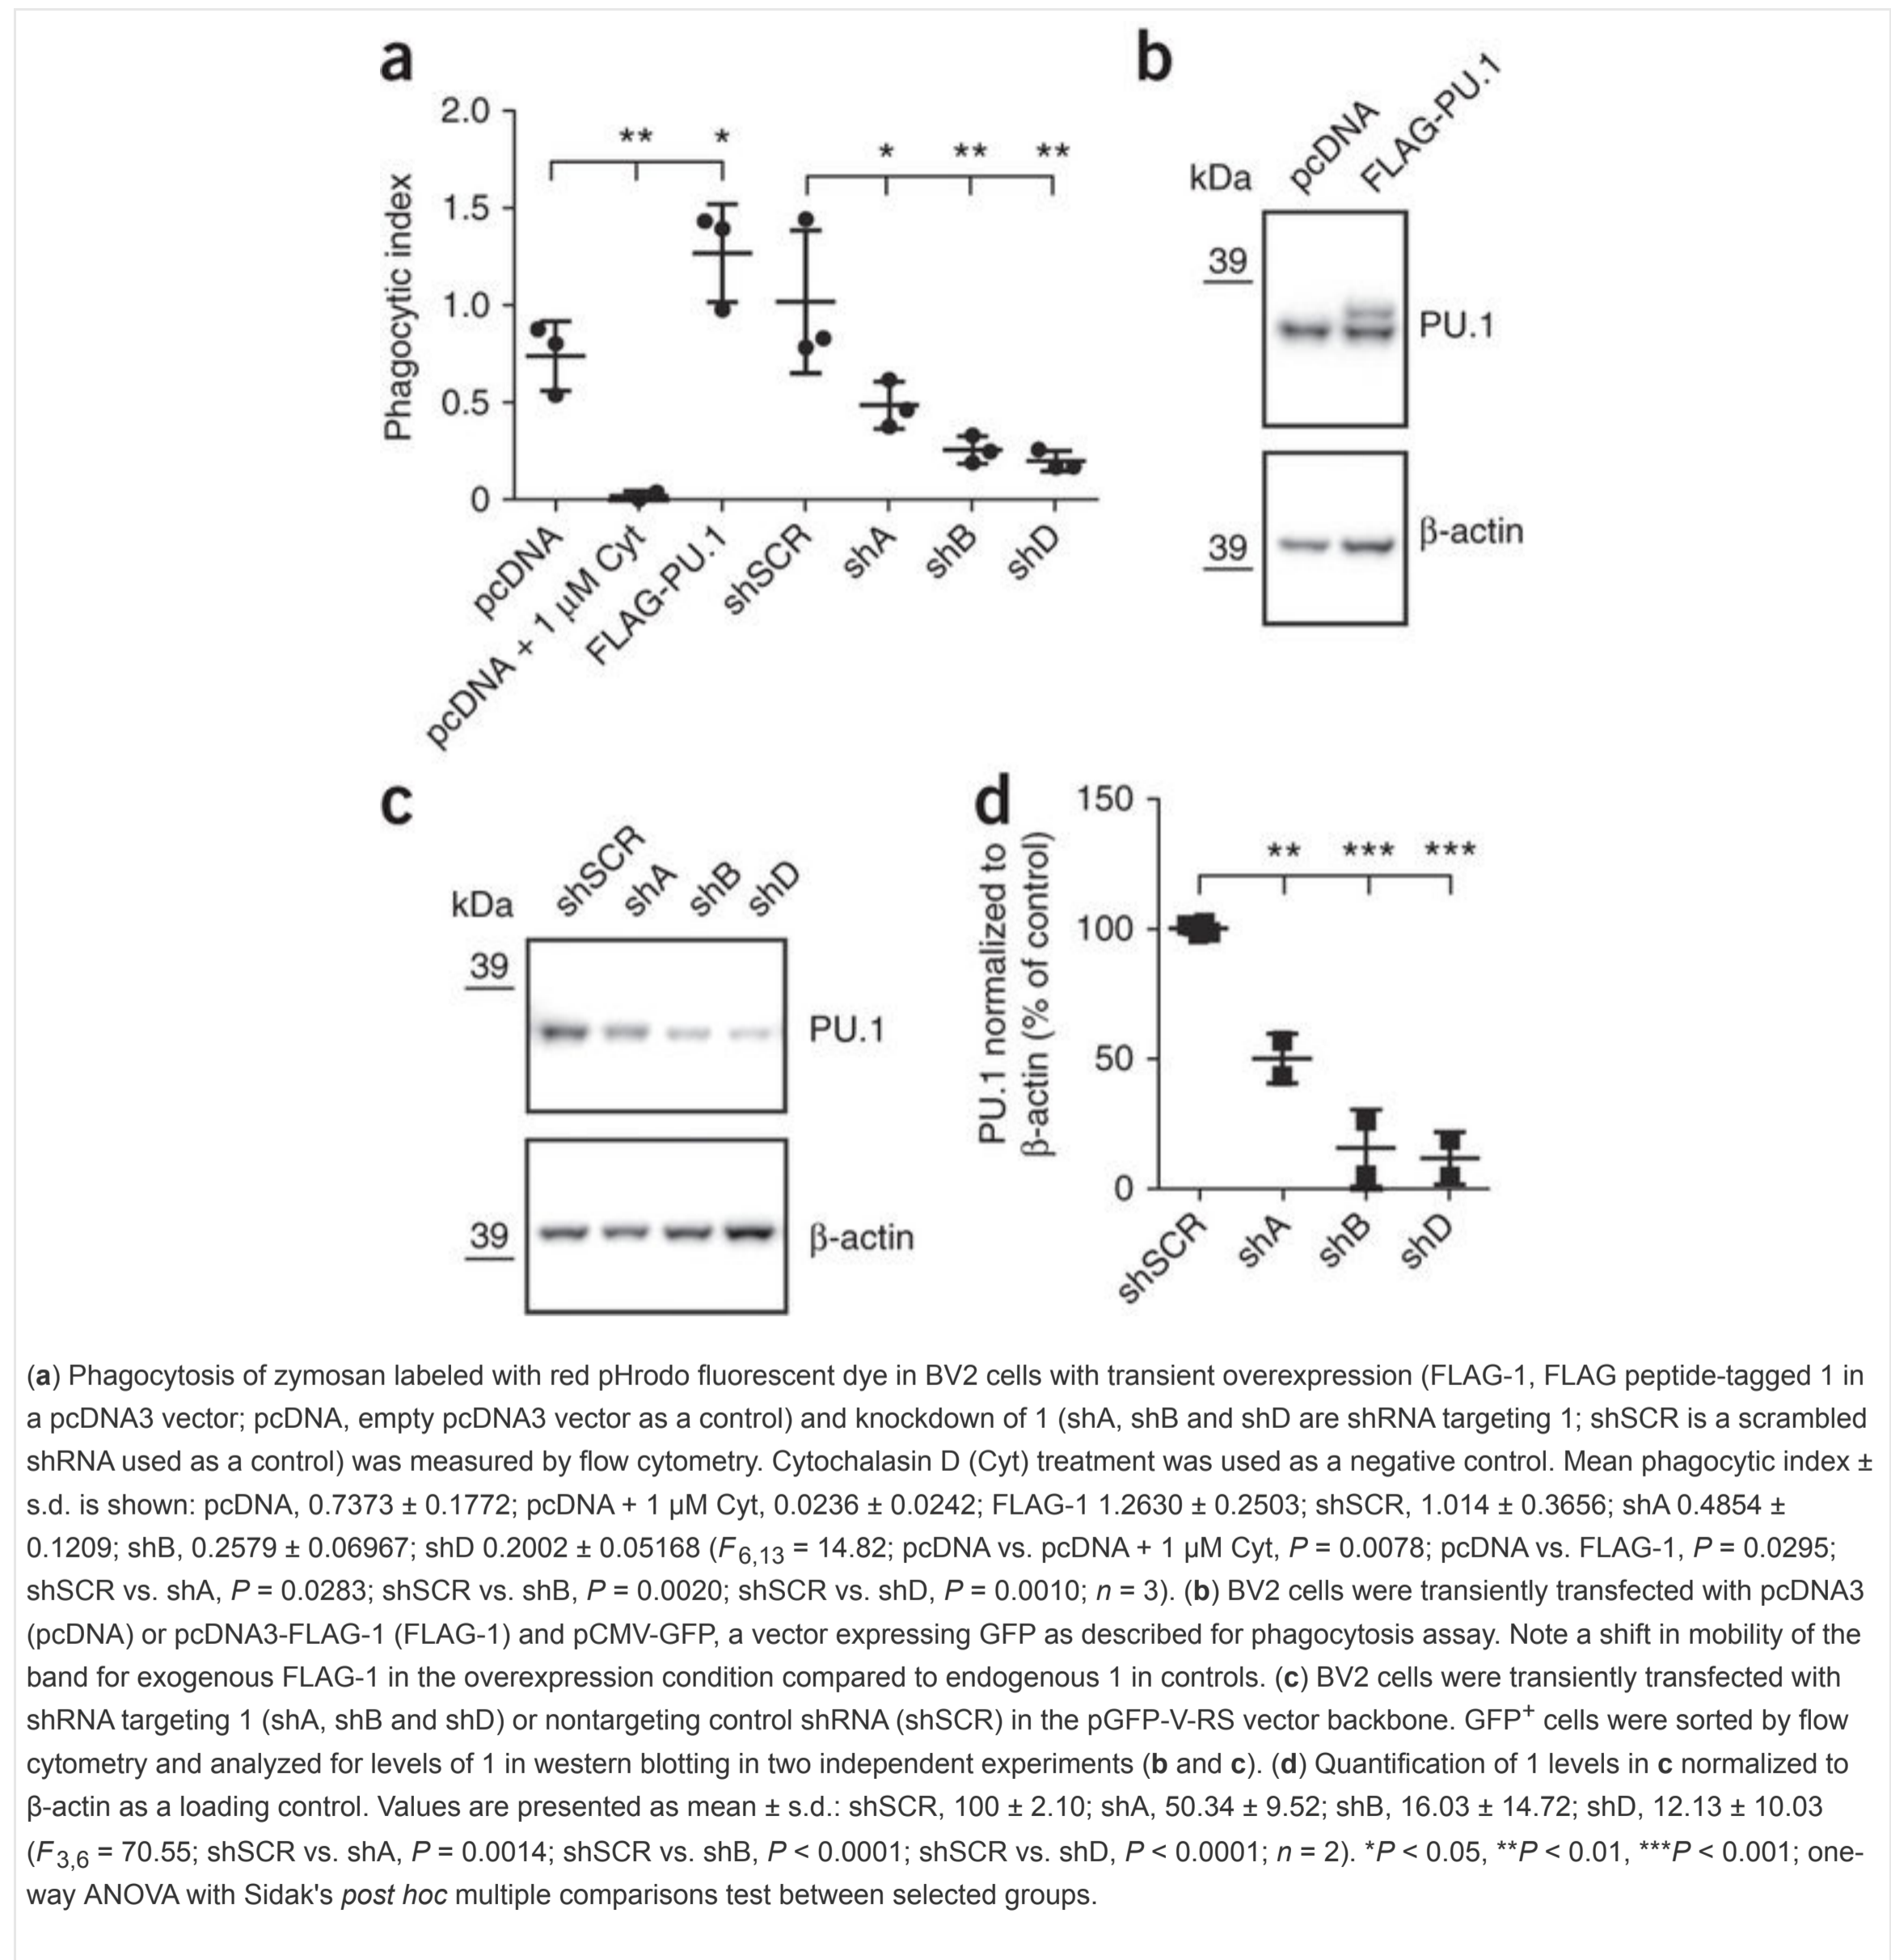 a
2.0
1.5
1.0
0.5
0
Phagocytic index
** *
* ** **
pcDNA
pcDNA + 1 μM Cyt
FLAG-PU.1
shSCR
shA
shB
shD
b
kDa
pcDNA
FLAG-PU.1
39
PU.1
39
β-actin
c
kDa
shSCR
shA
shB
shD
39
PU.1
39
β-actin
d
PU.1 normalized to
β-actin (% of control)
150
100
50
0
** *** ***
shSCR
shA
shB
shD
(a) Phagocytosis of zymosan labeled with red pHrodo fluorescent dye in BV2 cells with transient overexpression (FLAG-1, FLAG peptide-tagged 1 in
a pcDNA3 vector; pcDNA, empty pcDNA3 vector as a control) and knockdown of 1 (shA, shB and shD are shRNA targeting 1; shSCR is a scrambled
shRNA used as a control) was measured by flow cytometry. Cytochalasin D (Cyt) treatment was used as a negative control. Mean phagocytic index ±
s.d. is shown: pcDNA, 0.7373 ± 0.1772; pcDNA + 1 μM Cyt, 0.0236 ± 0.0242; FLAG-1 1.2630 ± 0.2503; shSCR, 1.014 ± 0.3656; shA 0.4854 ±
0.1209; shB, 0.2579 ± 0.06967; shD 0.2002 ± 0.05168 (F6,13 = 14.82; pcDNA vs. pcDNA + 1 μM Cyt, P = 0.0078; pcDNA vs. FLAG-1, P = 0.0295;
shSCR vs. shA, P = 0.0283; shSCR vs. shB, P = 0.0020; shSCR vs. shD, P = 0.0010; n = 3). (b) BV2 cells were transiently transfected with pcDNA3
(pcDNA) or pcDNA3-FLAG-1 (FLAG-1) and pCMV-GFP, a vector expressing GFP as described for phagocytosis assay. Note a shift in mobility of the
band for exogenous FLAG-1 in the overexpression condition compared to endogenous 1 in controls. (c) BV2 cells were transiently transfected with
shRNA targeting 1 (shA, shB and shD) or nontargeting control shRNA (shSCR) in the pGFP-V-RS vector backbone. GFP+ cells were sorted by flow
cytometry and analyzed for levels of 1 in western blotting in two independent experiments (b and c). (d) Quantification of 1 levels in c normalized to
β-actin as a loading control. Values are presented as mean ± s.d.: shSCR, 100 ± 2.10; shA, 50.34 ± 9.52; shB, 16.03 ± 14.72; shD, 12.13 ± 10.03
(F3,6 = 70.55; shSCR vs. shA, P = 0.0014; shSCR vs. shB, P < 0.0001; shSCR vs. shD, P < 0.0001; n = 2). *P < 0.05, **P < 0.01, ***P < 0.001; one-
way ANOVA with Sidak's post hoc multiple comparisons test between selected groups.